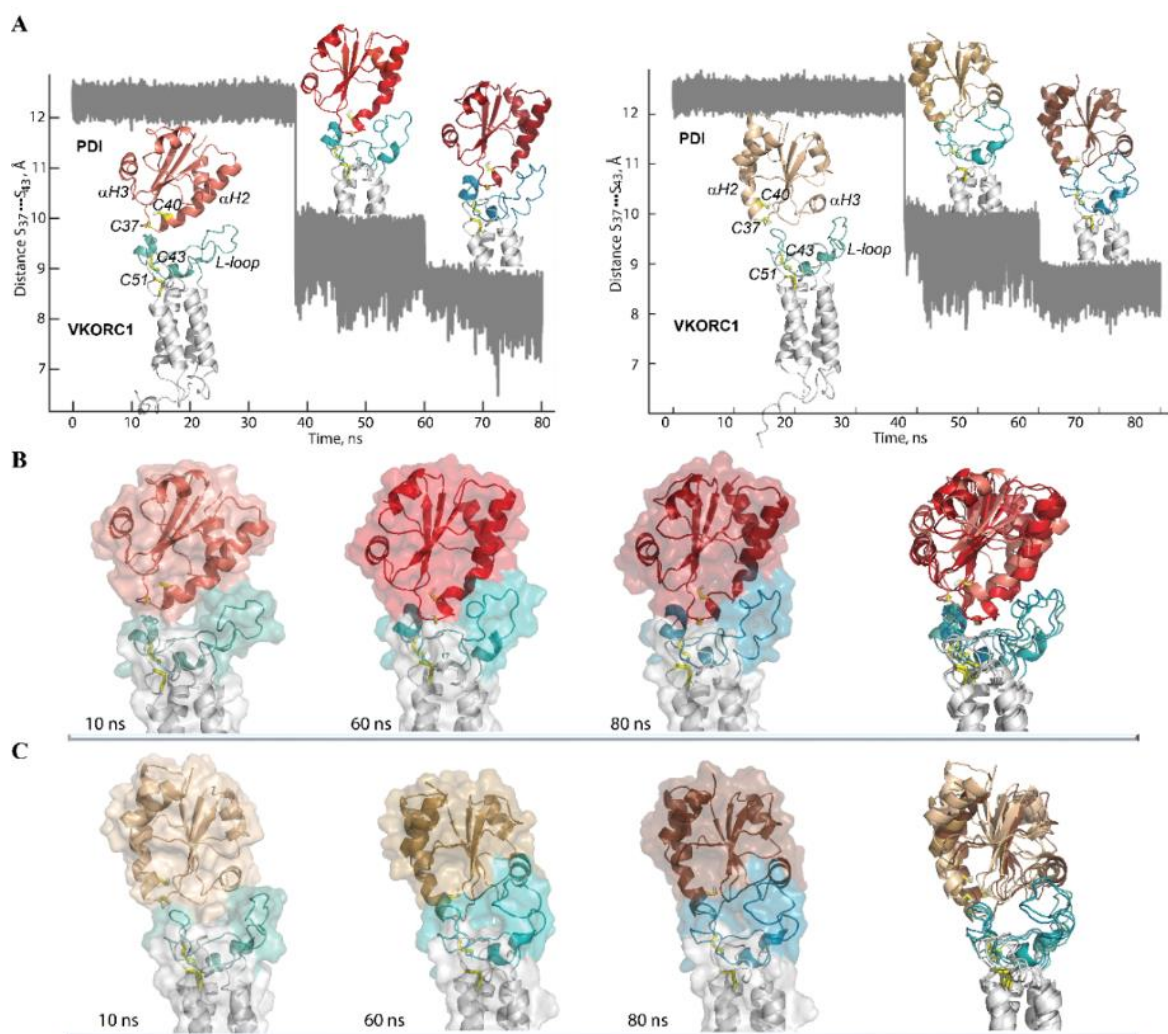 A
Distance S37•••S43, Å
12
11
10
9
8
7
PDI
αH3
C40
αH2
C37
C43
L-loop
C51
VKORC1
0 10 20 30 40 50 60 70 80
Time, ns
Distance S37•••S43, Å
12
11
10
9
8
7
PDI
αH2
C40
αH3
C37
C43
L-loop
C51
VKORC1
0 10 20 30 40 50 60 70 80
Time, ns
B
10 ns 60 ns 80 ns
C
10 ns 60 ns 80 ns